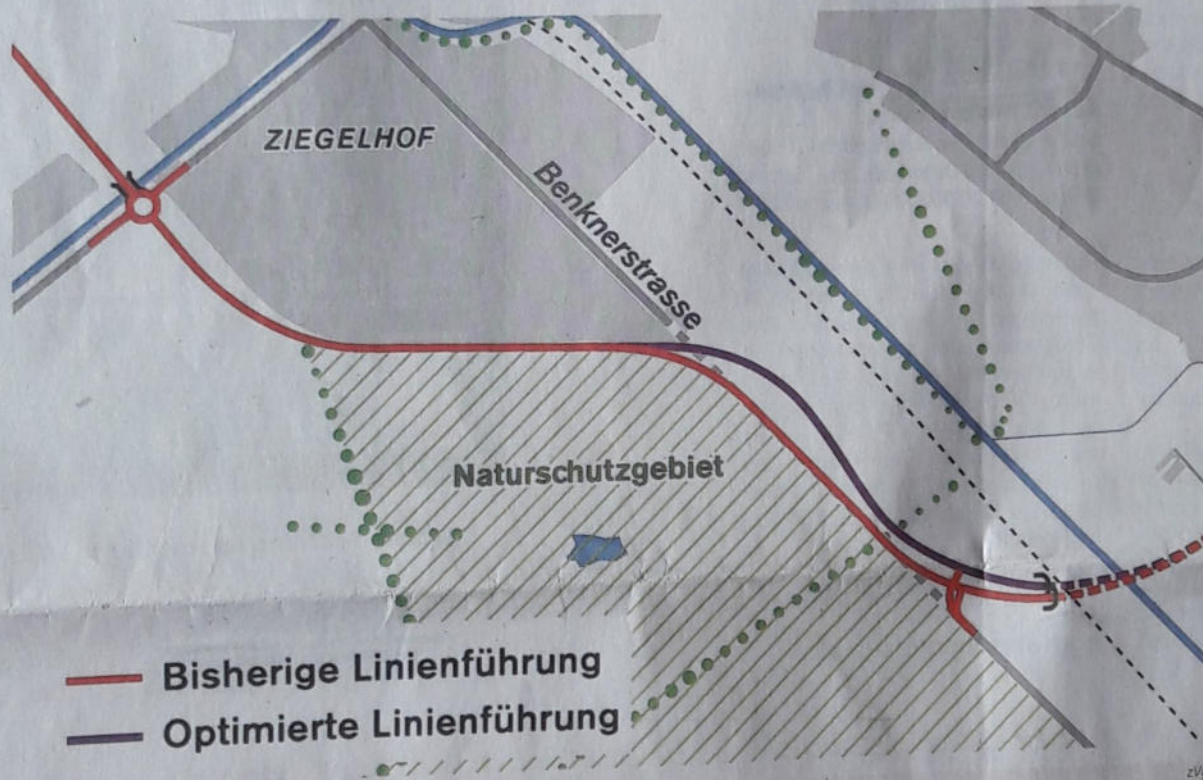 ZIEGELHOF
Benknerstrasse
Naturschutzgebiet
Bisherige Linienführung
Optimierte Linienführung